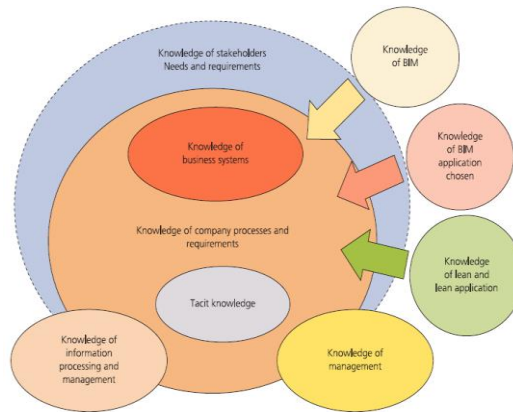 Knowledge of stakeholders
Needs and requirements
Knowledge
of BIM
Knowledge of
business systems
Knowledge
of BIM
application
chosen
Knowledge of company processes and
requirements
Knowledge
of lean and
lean application
Tacit knowledge
Knowledge of
information
processing and
management
Knowledge of
management